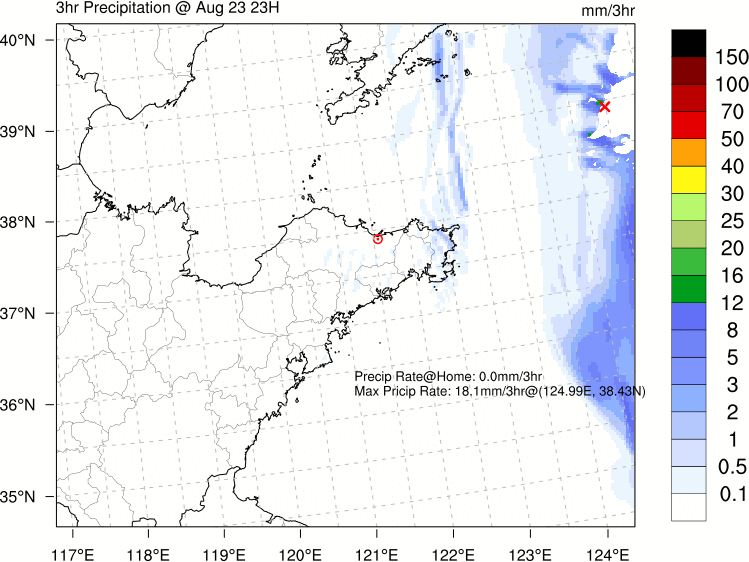 3hr Precipitation @ Aug 23 23H
mm/3hr
40°N
39°N
38°N
37°N
36°N
35°N
Precip Rate@Home: 0.0mm/3hr
Max Pricip Rate: 18.1mm/3hr@(124.99E, 38.43N)
117°E 118°E 119°E 120°E 121°E 122°E 123°E 124°E
150
100
70
50
40
30
25
20
16
12
8
5
3
2
1
0.5
0.1